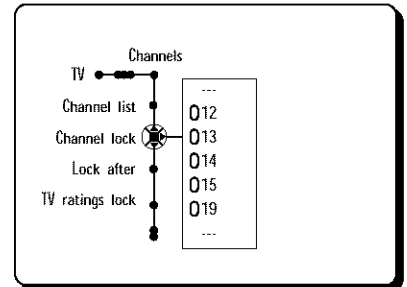 Channels
TV
Channel list
Channel lock
Lock after
TV ratings lock
---
012
013
014
015
019
---